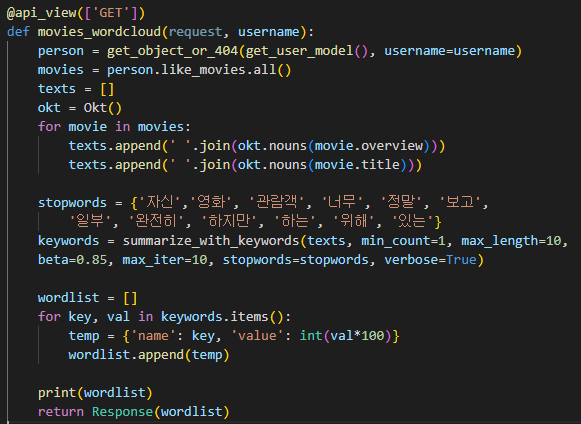 @api_view(['GET'])
def movies_wordcloud(request, username):
    person = get_object_or_404(get_user_model(), username=username)
    movies = person.like_movies.all()
    texts = []
    okt = Okt()
    for movie in movies:
        texts.append(' '.join(okt.nouns(movie.overview)))
        texts.append(' '.join(okt.nouns(movie.title)))
    stopwords = {'자신','영화', '관람객', '너무', '정말', '보고',
        '일부', '완전히', '하지만', '하는', '위해', '있는'}
    keywords = summarize_with_keywords(texts, min_count=1, max_length=10,
    beta=0.85, max_iter=10, stopwords=stopwords, verbose=True)
    wordlist = []
    for key, val in keywords.items():
        temp = {'name': key, 'value': int(val*100)}
        wordlist.append(temp)
    print(wordlist)
    return Response(wordlist)